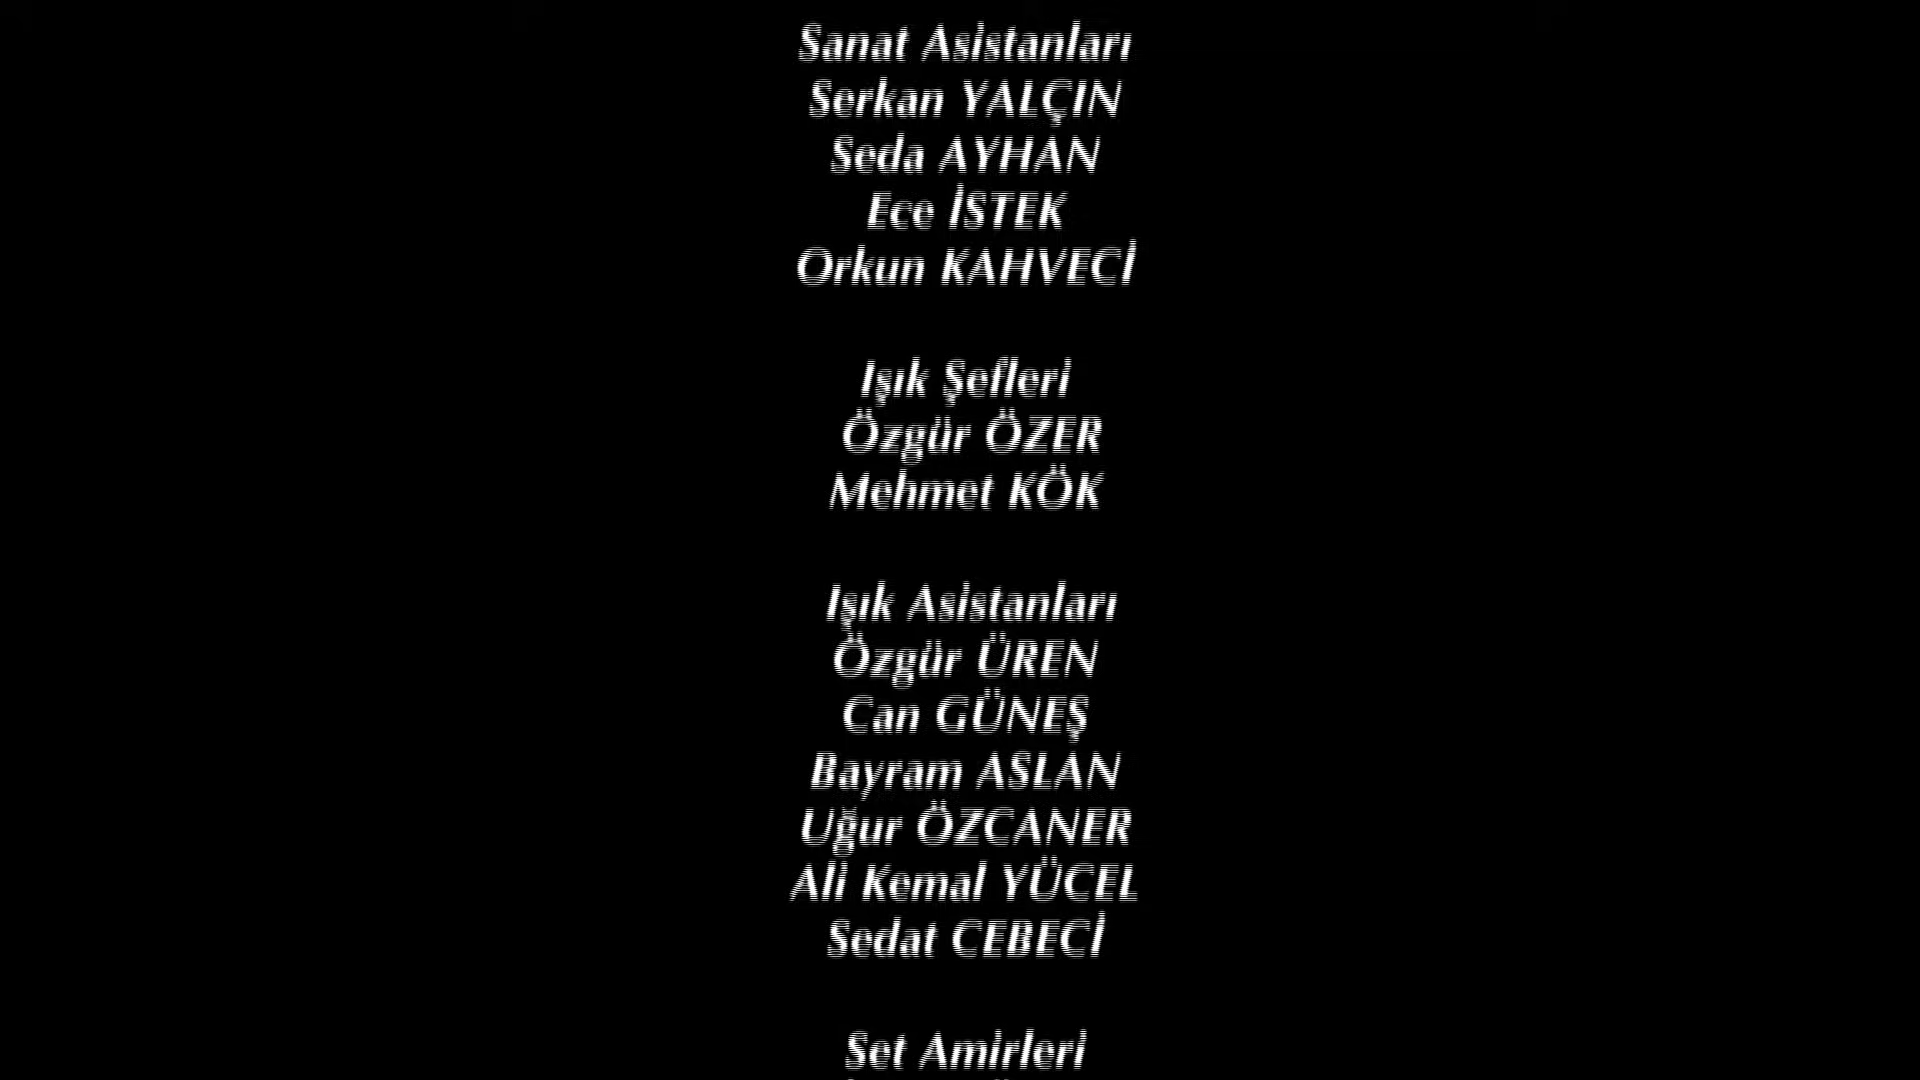 Sanat Asistanları
Serkan YALÇIN
Seda AYHAN
Ece İSTEK
Orkun KAHVECİ
Işık Şefleri
Özgür ÖZER
Mehmet KÖK
Işık Asistanları
Özgür ÜREN
Can GÜNEŞ
Bayram ASLAN
Uğur ÖZCANER
Ali Kemal YÜCEL
Sedat CEBECİ
Set Amirleri